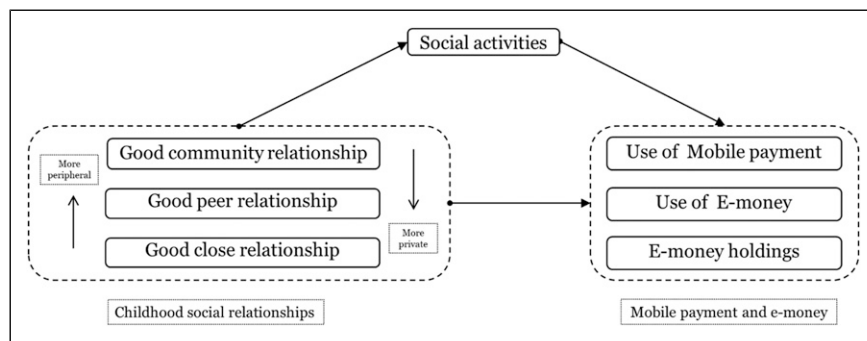 Social activities
Good community relationship
More
peripheral
Good peer relationship
Good close relationship
More
private
Use of Mobile payment
Use of E-money
E-money holdings
Childhood social relationships
Mobile payment and e-money